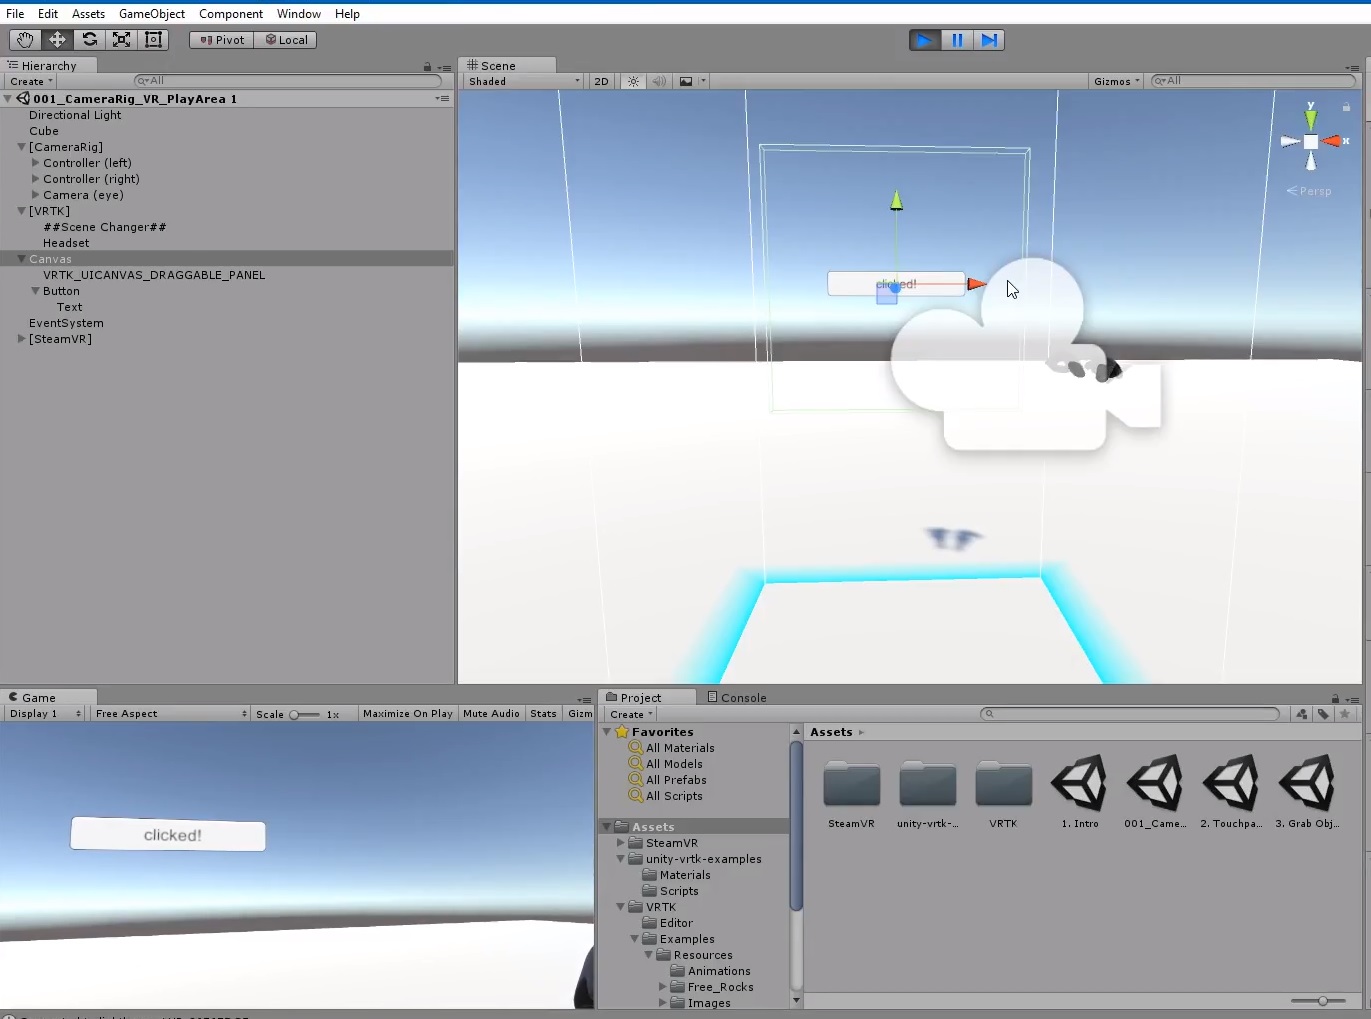 File Edit Assets GameObject Component Window Help
Pivot Local
Hierarchy
Create All
001_CameraRig_VR_PlayArea 1
Directional Light
Cube
[CameraRig]
Controller (left)
Controller (right)
Camera (eye)
[VRTK]
##Scene Changer##
Headset
Canvas
VRTK_UICANVAS_DRAGGABLE_PANEL
Button
Text
EventSystem
[SteamVR]
Scene
Shaded 2D Gizmos All
y
x
Persp
clicked!
Game
Display 1 Free Aspect Scale 1x Maximize On Play Mute Audio Stats Gizm
clicked!
Project Console
Create
Favorites
All Materials
All Models
All Prefabs
All Scripts
Assets
SteamVR
unity-vrtk-examples
Materials
Scripts
VRTK
Editor
Examples
Resources
Animations
Free_Rocks
Images
Assets
SteamVR unity-vrtk-... VRTK 1. Intro 001_Came... 2. Touchpa... 3. Grab Obj...